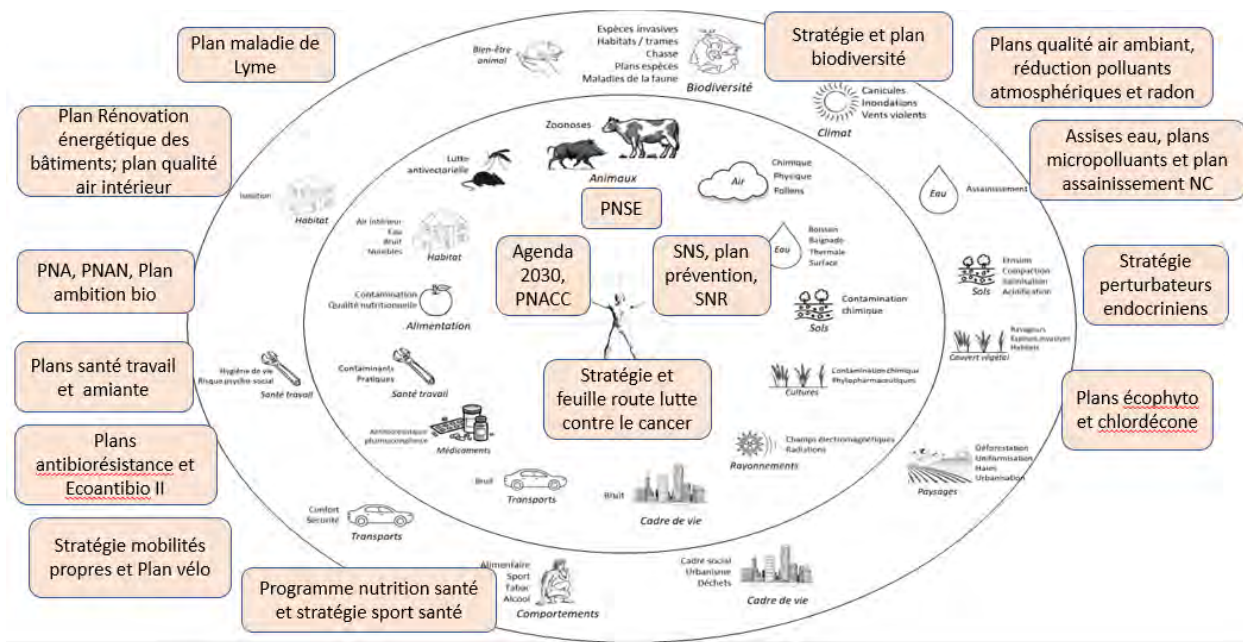 Plan maladie de
Lyme
Bien-être
animal
Espèces invasives
Habitats / trames
Chasse
Plans espèces
Maladies de la faune
Biodiversité
Stratégie et plan
biodiversité
Plans qualité air ambiant,
réduction polluants
atmosphériques et radon
Canicules
Inondations
Vents violents
Climat
Plan Rénovation
énergétique des
bâtiments; plan qualité
air intérieur
Assises eau, plans
micropolluants et plan
assainissement NC
Zoonoses
Lutte
antivectorielle
Animaux
Air
Chimique
Physique
Pollens
Eau
Assainissement
Isolation
Habitat
Air intérieur
Eau
Bruit
Nuisibles
Habitat
PNSE
Agenda
2030,
PNACC
SNS, plan
prévention,
SNR
Eau
Boisson
Baignade
Thermale
Surface
PNA, PNAN, Plan
ambition bio
Contamination
Qualité nutritionnelle
Alimentation
Contamination
chimique
Sols
Erosion
Compaction
Salinisation
Acidification
Sols
Stratégie
perturbateurs
endocriniens
Plans santé travail
et amiante
Hygiène de vie
Risque psycho-social
Santé travail
Contaminants
Pratiques
Santé travail
Stratégie et
feuille route lutte
contre le cancer
Contamination chimique
Phytopharmaceutiques
Cultures
Ravageurs
Espèces invasives
Habitats
Couvert végétal
Plans écophyto
et chlordécone
Plans
antibiorésistance et
Ecoantibio II
Antibiorésistance
Médicaments
Champs électromagnétiques
Radiations
Rayonnements
Déforestation
Uniformisation
Haies
Urbanisation
Paysages
Bruit
Transports
Bruit
Cadre de vie
Confort
Sécurité
Transports
Stratégie mobilités
propres et Plan vélo
Programme nutrition santé
et stratégie sport santé
Alimentaire
Sport
Tabac
Alcool
Comportements
Cadre social
Urbanisme
Déchets
Cadre de vie